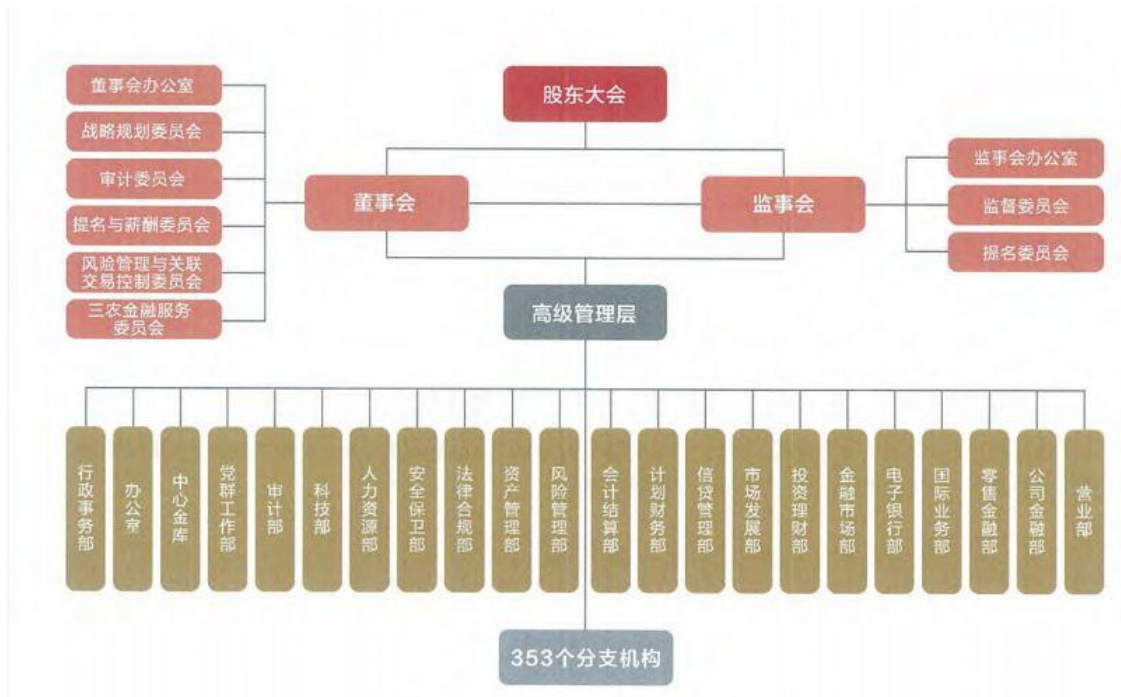 股东大会
董事会办公室
战略规划委员会
审计委员会
提名与薪酬委员会
风险管理与关联
交易控制委员会
三农金融服务
委员会
董事会
监事会
监事会办公室
监督委员会
提名委员会
高级管理层
行政事务部
办公室
中心金库
党群工作部
审计部
科技部
人力资源部
安全保卫部
法律合规部
资产管理部
风险管理部
会计结算部
计划财务部
信贷管理部
市场发展部
投资理财部
金融市场部
电子银行部
国际业务部
零售金融部
公司金融部
营业部
353个分支机构